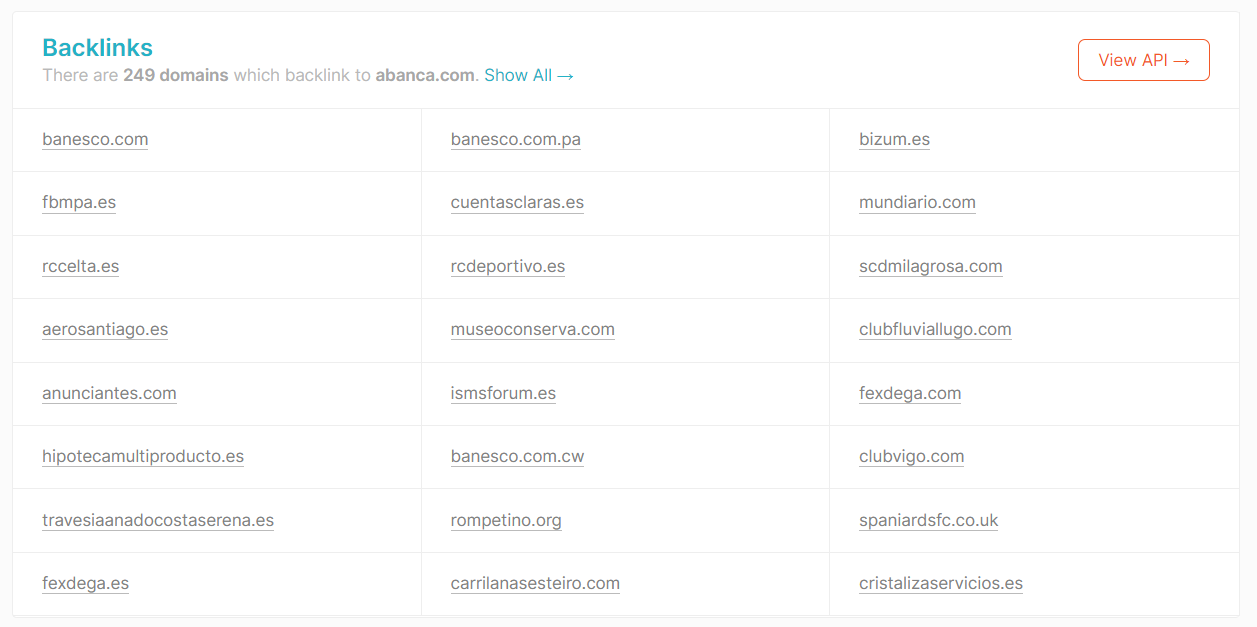 Backlinks
There are 249 domains which backlink to abanca.com. Show All →
View API →
banesco.com
banesco.com.pa
bizum.es
fbmpa.es
cuentasclaras.es
mundiario.com
rccelta.es
rcdeportivo.es
scdmilagrosa.com
aerosantiago.es
museoconserva.com
clubfluviallugo.com
anunciantes.com
ismsforum.es
fexdega.com
hipotecamultiproducto.es
banesco.com.cw
clubvigo.com
travesiaanadocostaserena.es
rompetino.org
spaniardsfc.co.uk
fexdega.es
carrilanasesteiro.com
cristalizaservicios.es